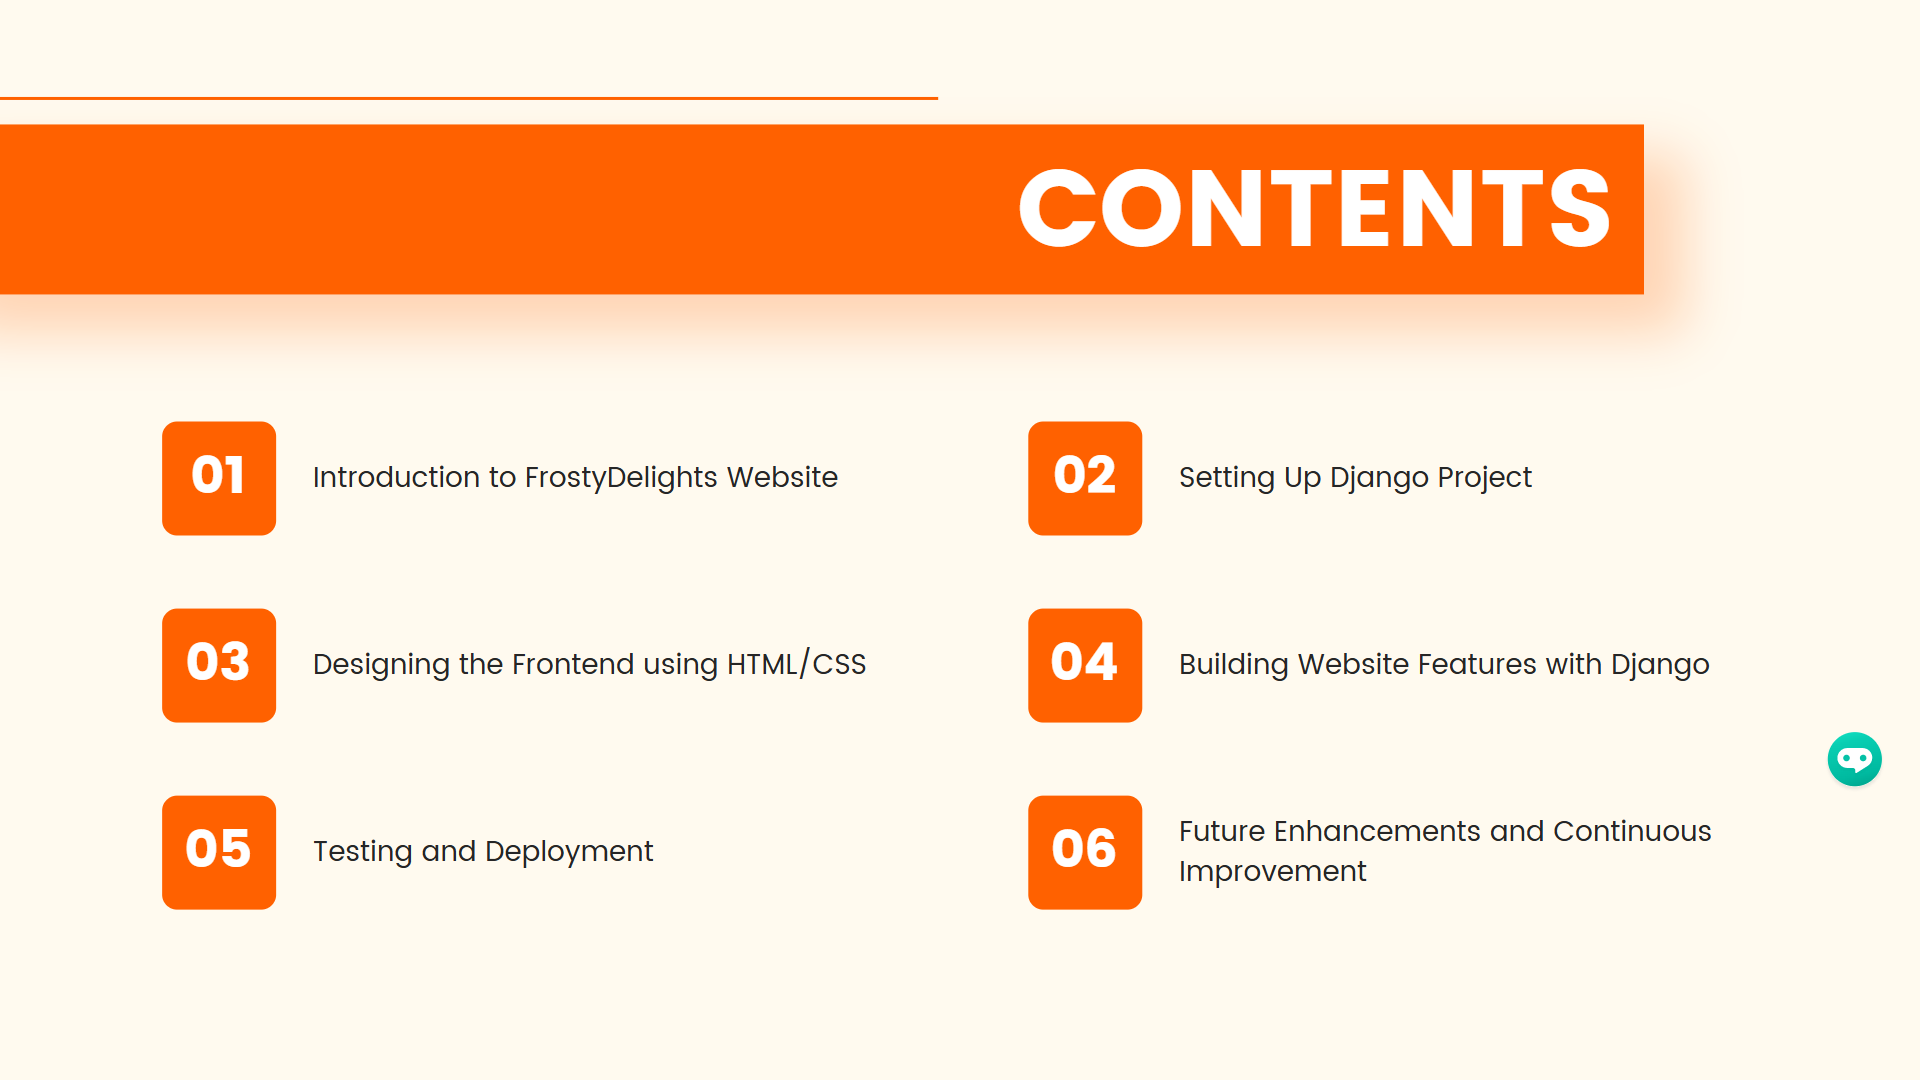 CONTENTS
01
Introduction to FrostyDelights Website
02
Setting Up Django Project
03
Designing the Frontend using HTML/CSS
04
Building Website Features with Django
05
Testing and Deployment
06
Future Enhancements and Continuous
Improvement